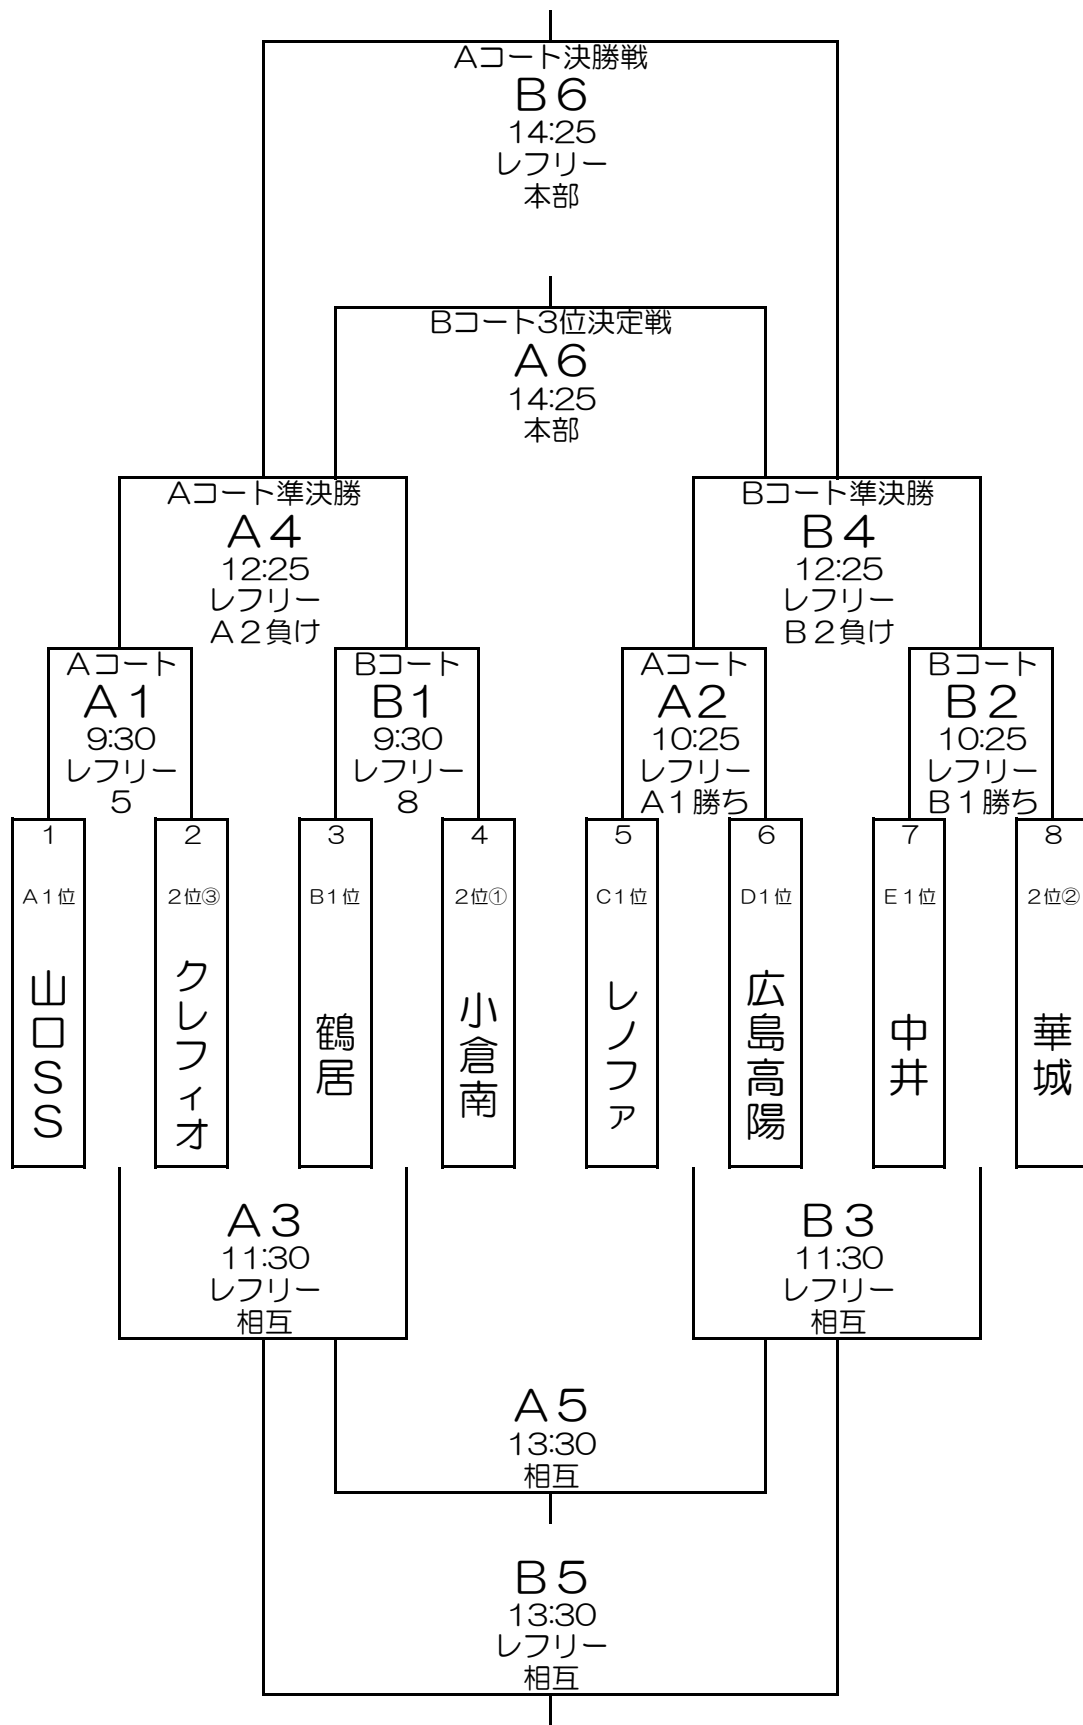 Aコート決勝戦
B6
14:25
レフリー
本部
Bコート3位決定戦
A6
14:25
本部
Aコート準決勝
A4
12:25
レフリー
A2負け
Bコート準決勝
B4
12:25
レフリー
B2負け
Aコート
A1
9:30
レフリー
5
Bコート
B1
9:30
レフリー
8
Aコート
A2
10:25
レフリー
A1勝ち
Bコート
B2
10:25
レフリー
B1勝ち
1
A1位
山口SS
2
2位③
クレフィオ
3
B1位
鶴居
4
2位①
小倉南
5
C1位
レノファ
6
D1位
広島高陽
7
E1位
中井
8
2位②
華城
A3
11:30
レフリー
相互
B3
11:30
レフリー
相互
A5
13:30
相互
B5
13:30
レフリー
相互